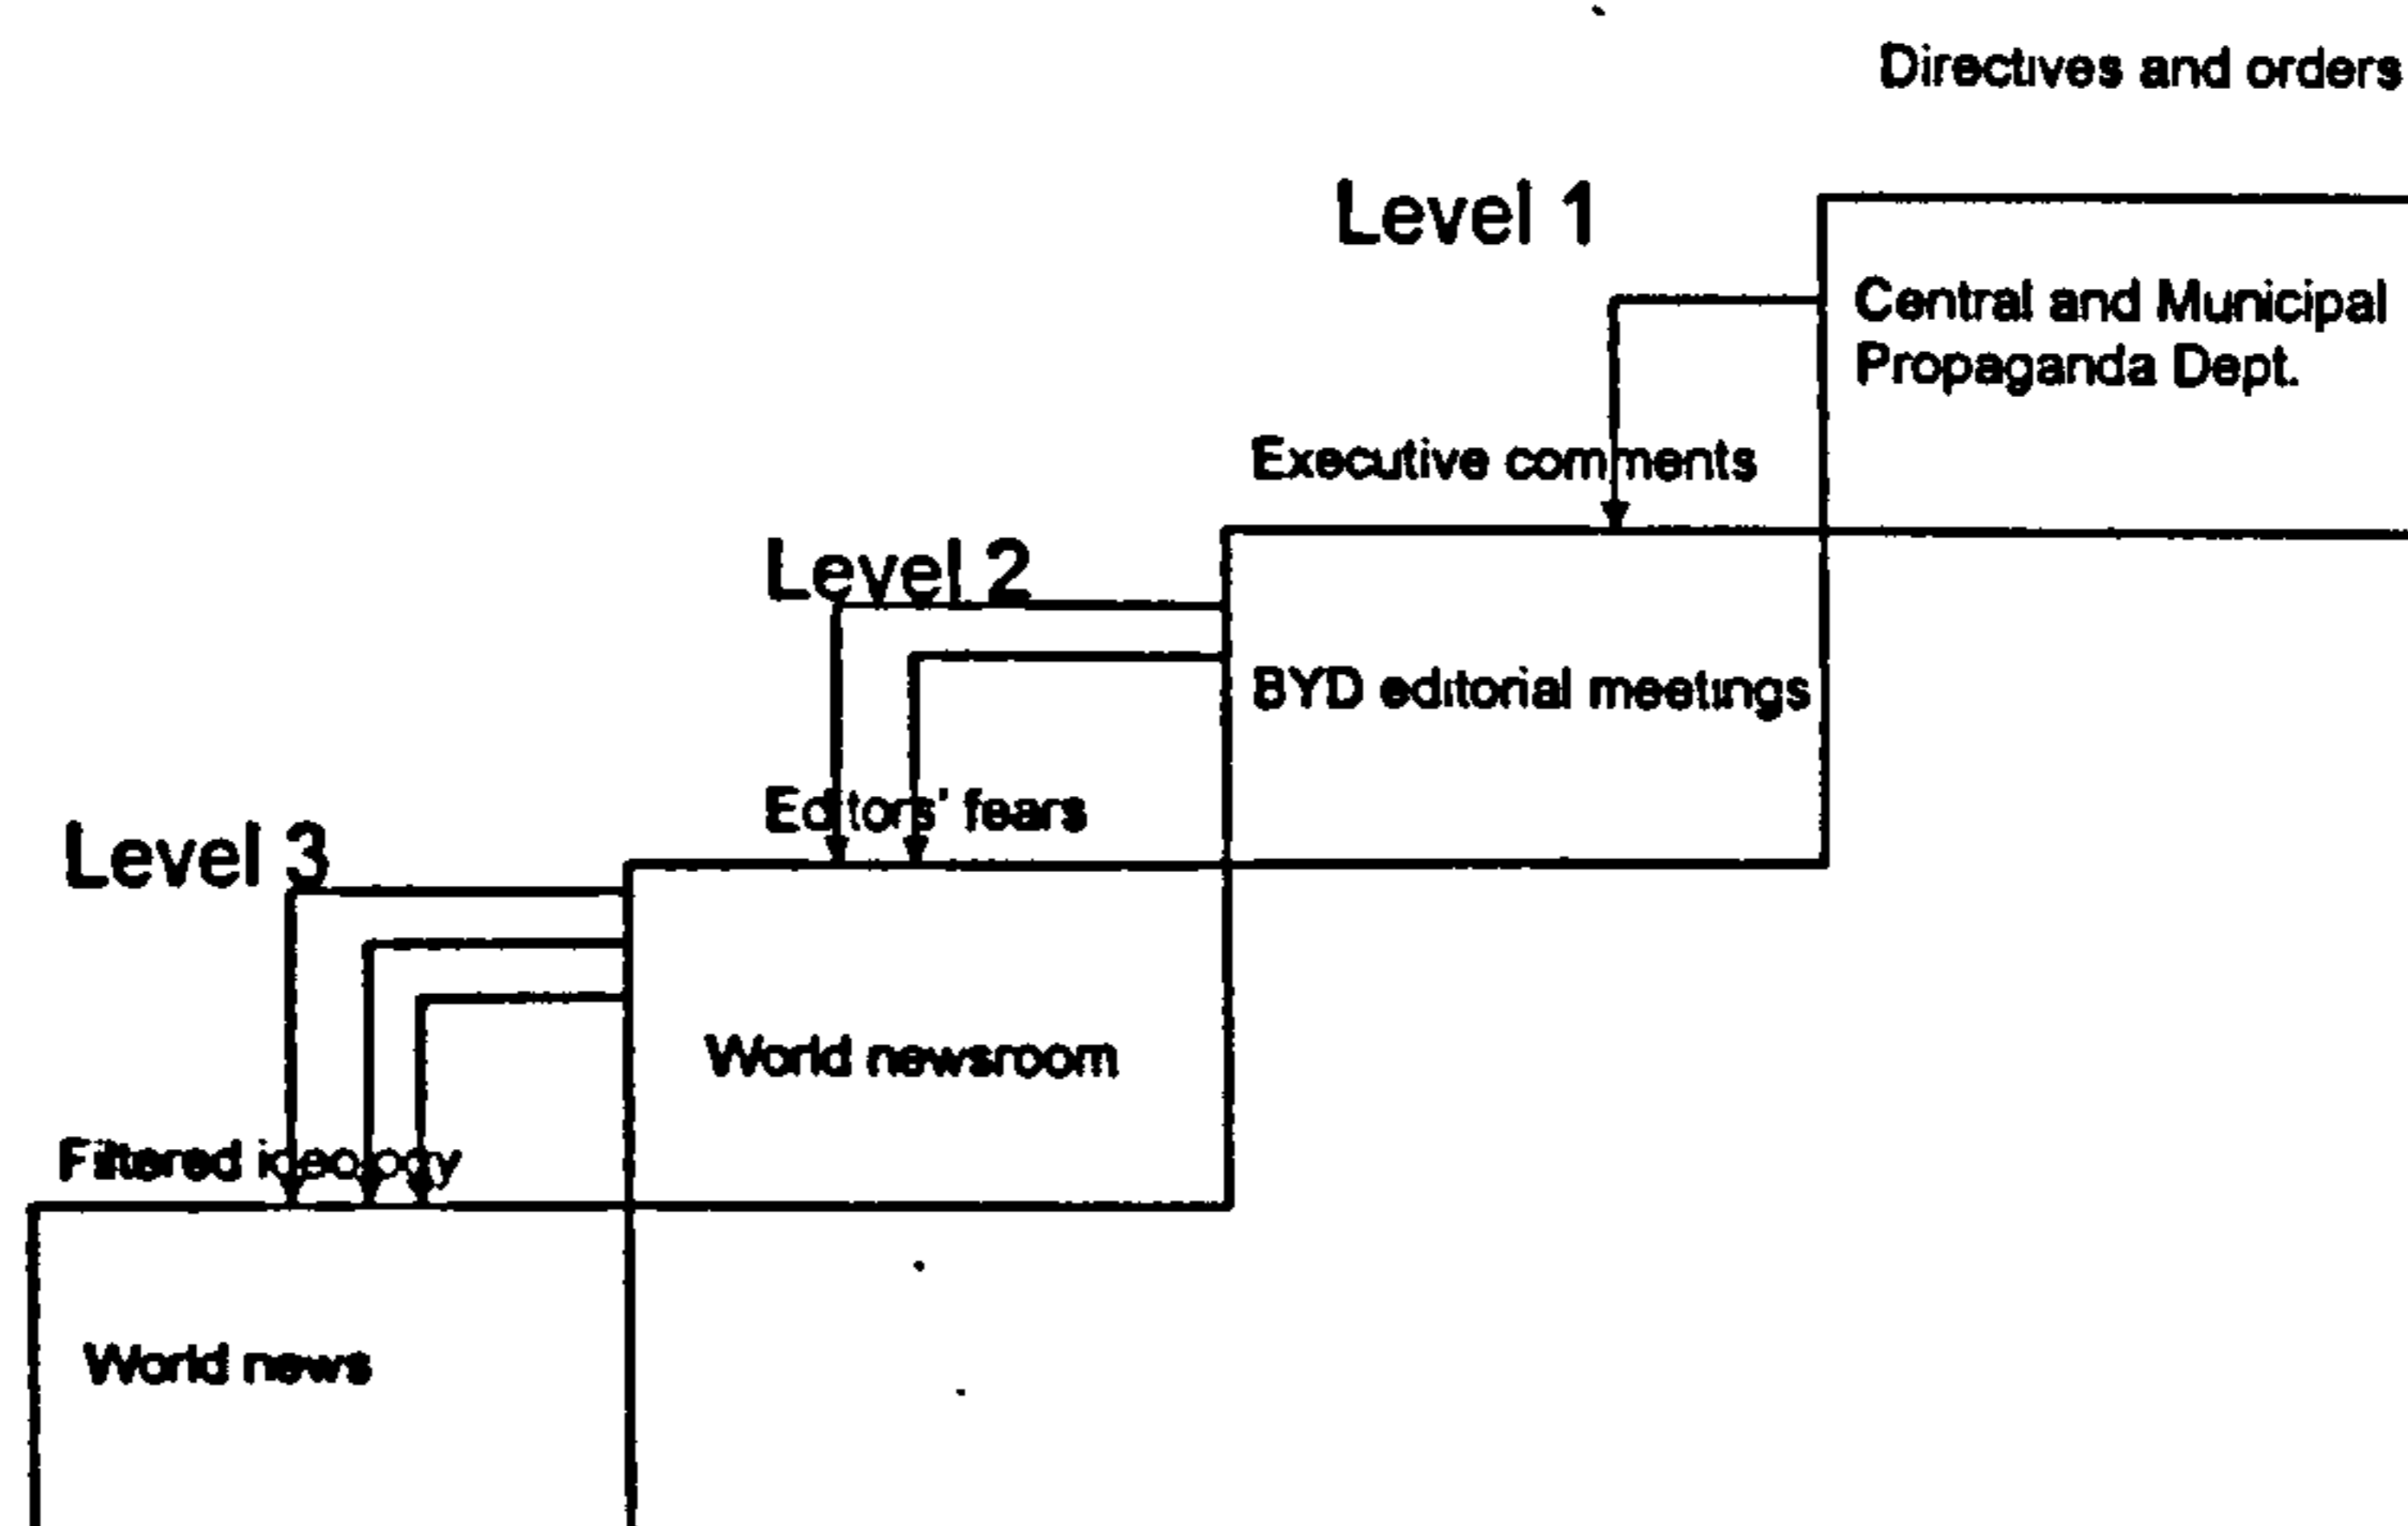 Directives and orders
Level 1
Central and Municipal
Propaganda Dept.
Executive comments
Level 2
BYD editorial meetings
Editors' fears
Level 3
World newsroom
Filtered ideology
World news